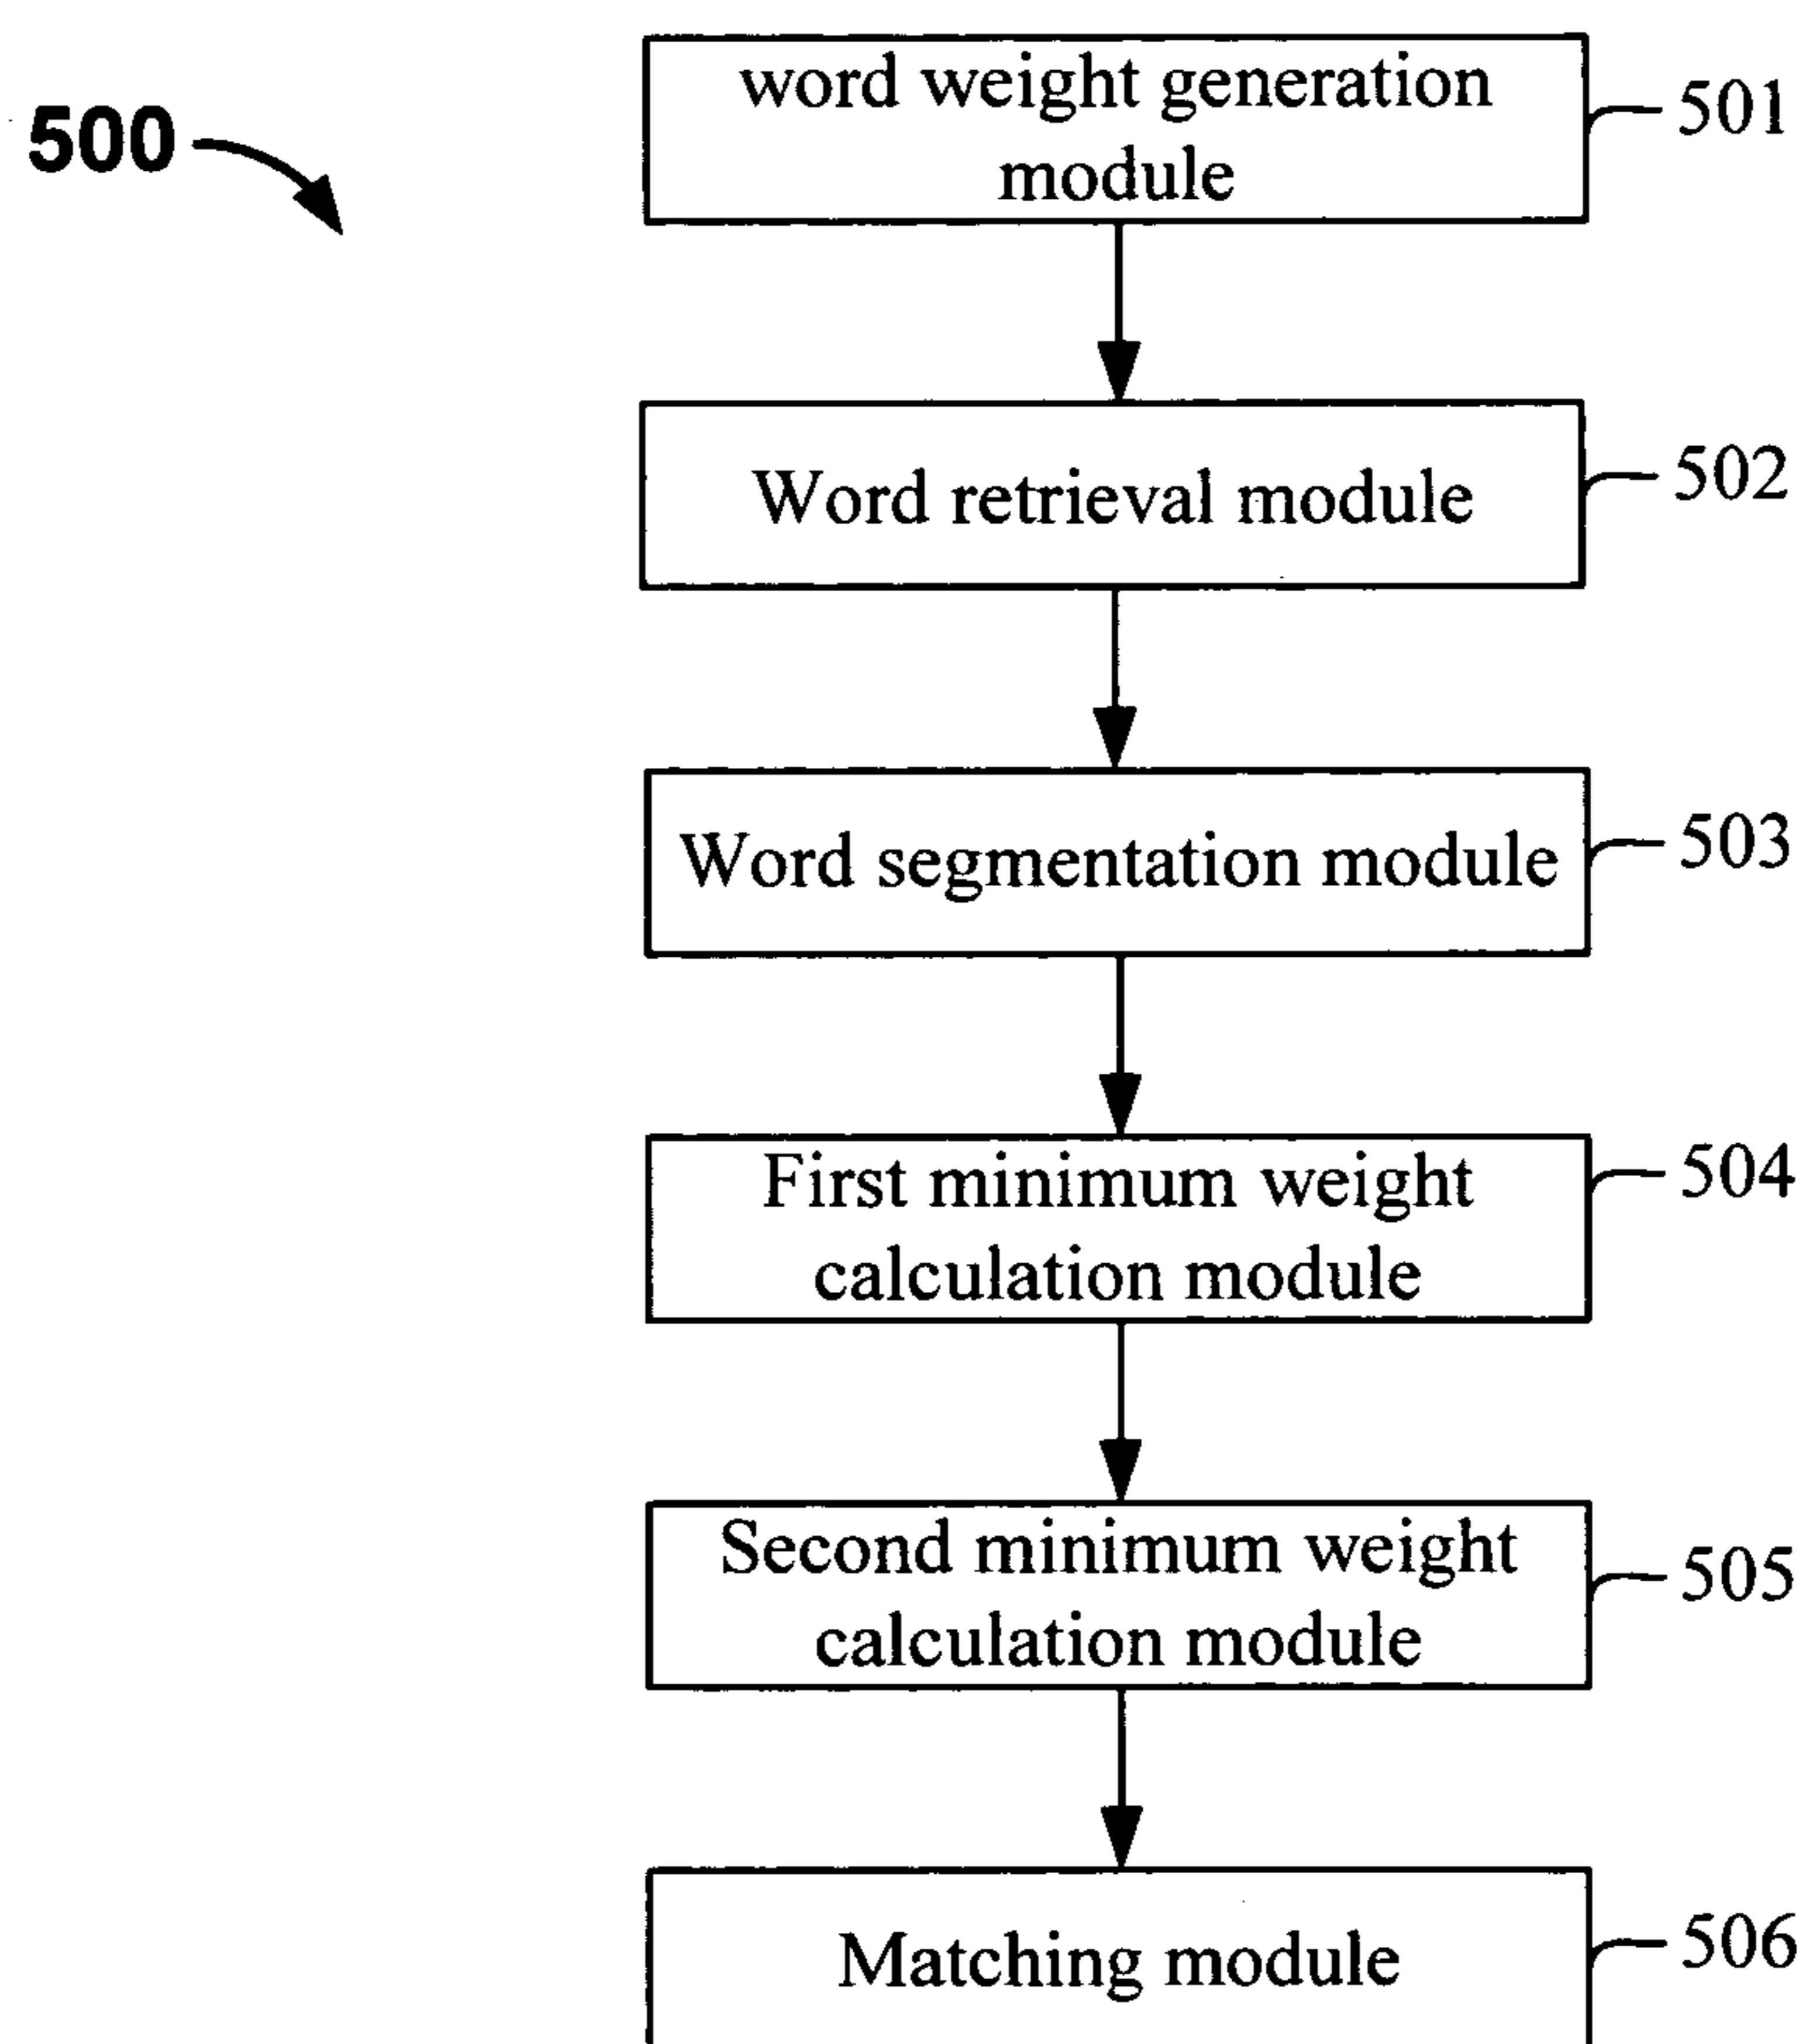 word weight generation
module
501
500
Word retrieval module
502
Word segmentation module
503
First minimum weight
calculation module
504
Second minimum weight
calculation module
505
Matching module
506